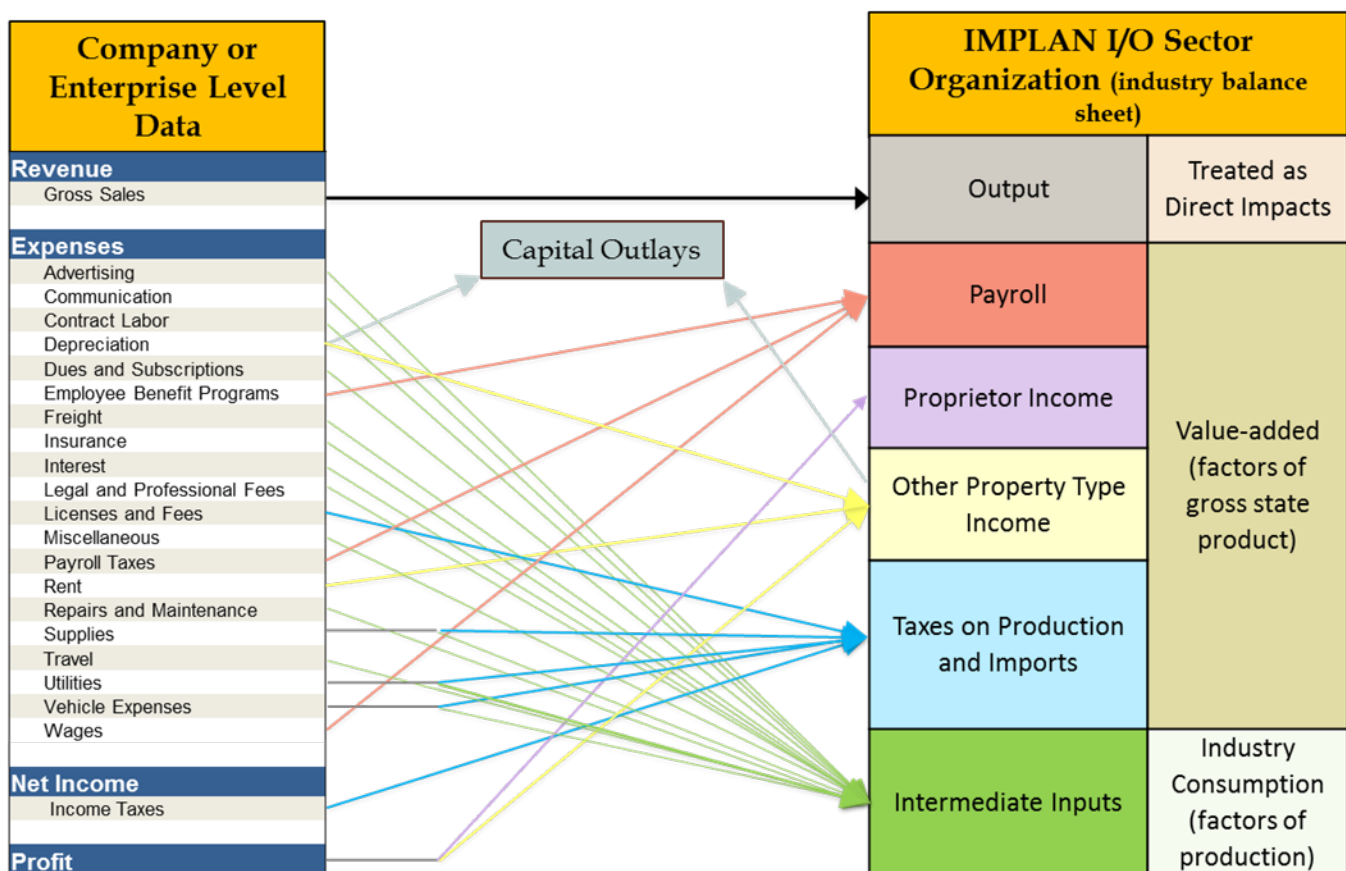 Company or
Enterprise Level
Data
Revenue
Gross Sales
Expenses
Advertising
Communication
Contract Labor
Depreciation
Dues and Subscriptions
Employee Benefit Programs
Freight
Insurance
Interest
Legal and Professional Fees
Licenses and Fees
Miscellaneous
Payroll Taxes
Rent
Repairs and Maintenance
Supplies
Travel
Utilities
Vehicle Expenses
Wages
Net Income
Income Taxes
Profit
Capital Outlays
IMPLAN I/O Sector
Organization (industry balance
sheet)
Output
Treated as
Direct Impacts
Payroll
Proprietor Income
Other Property Type
Income
Taxes on Production
and Imports
Value-added
(factors of
gross state
product)
Intermediate Inputs
Industry
Consumption
(factors of
production)